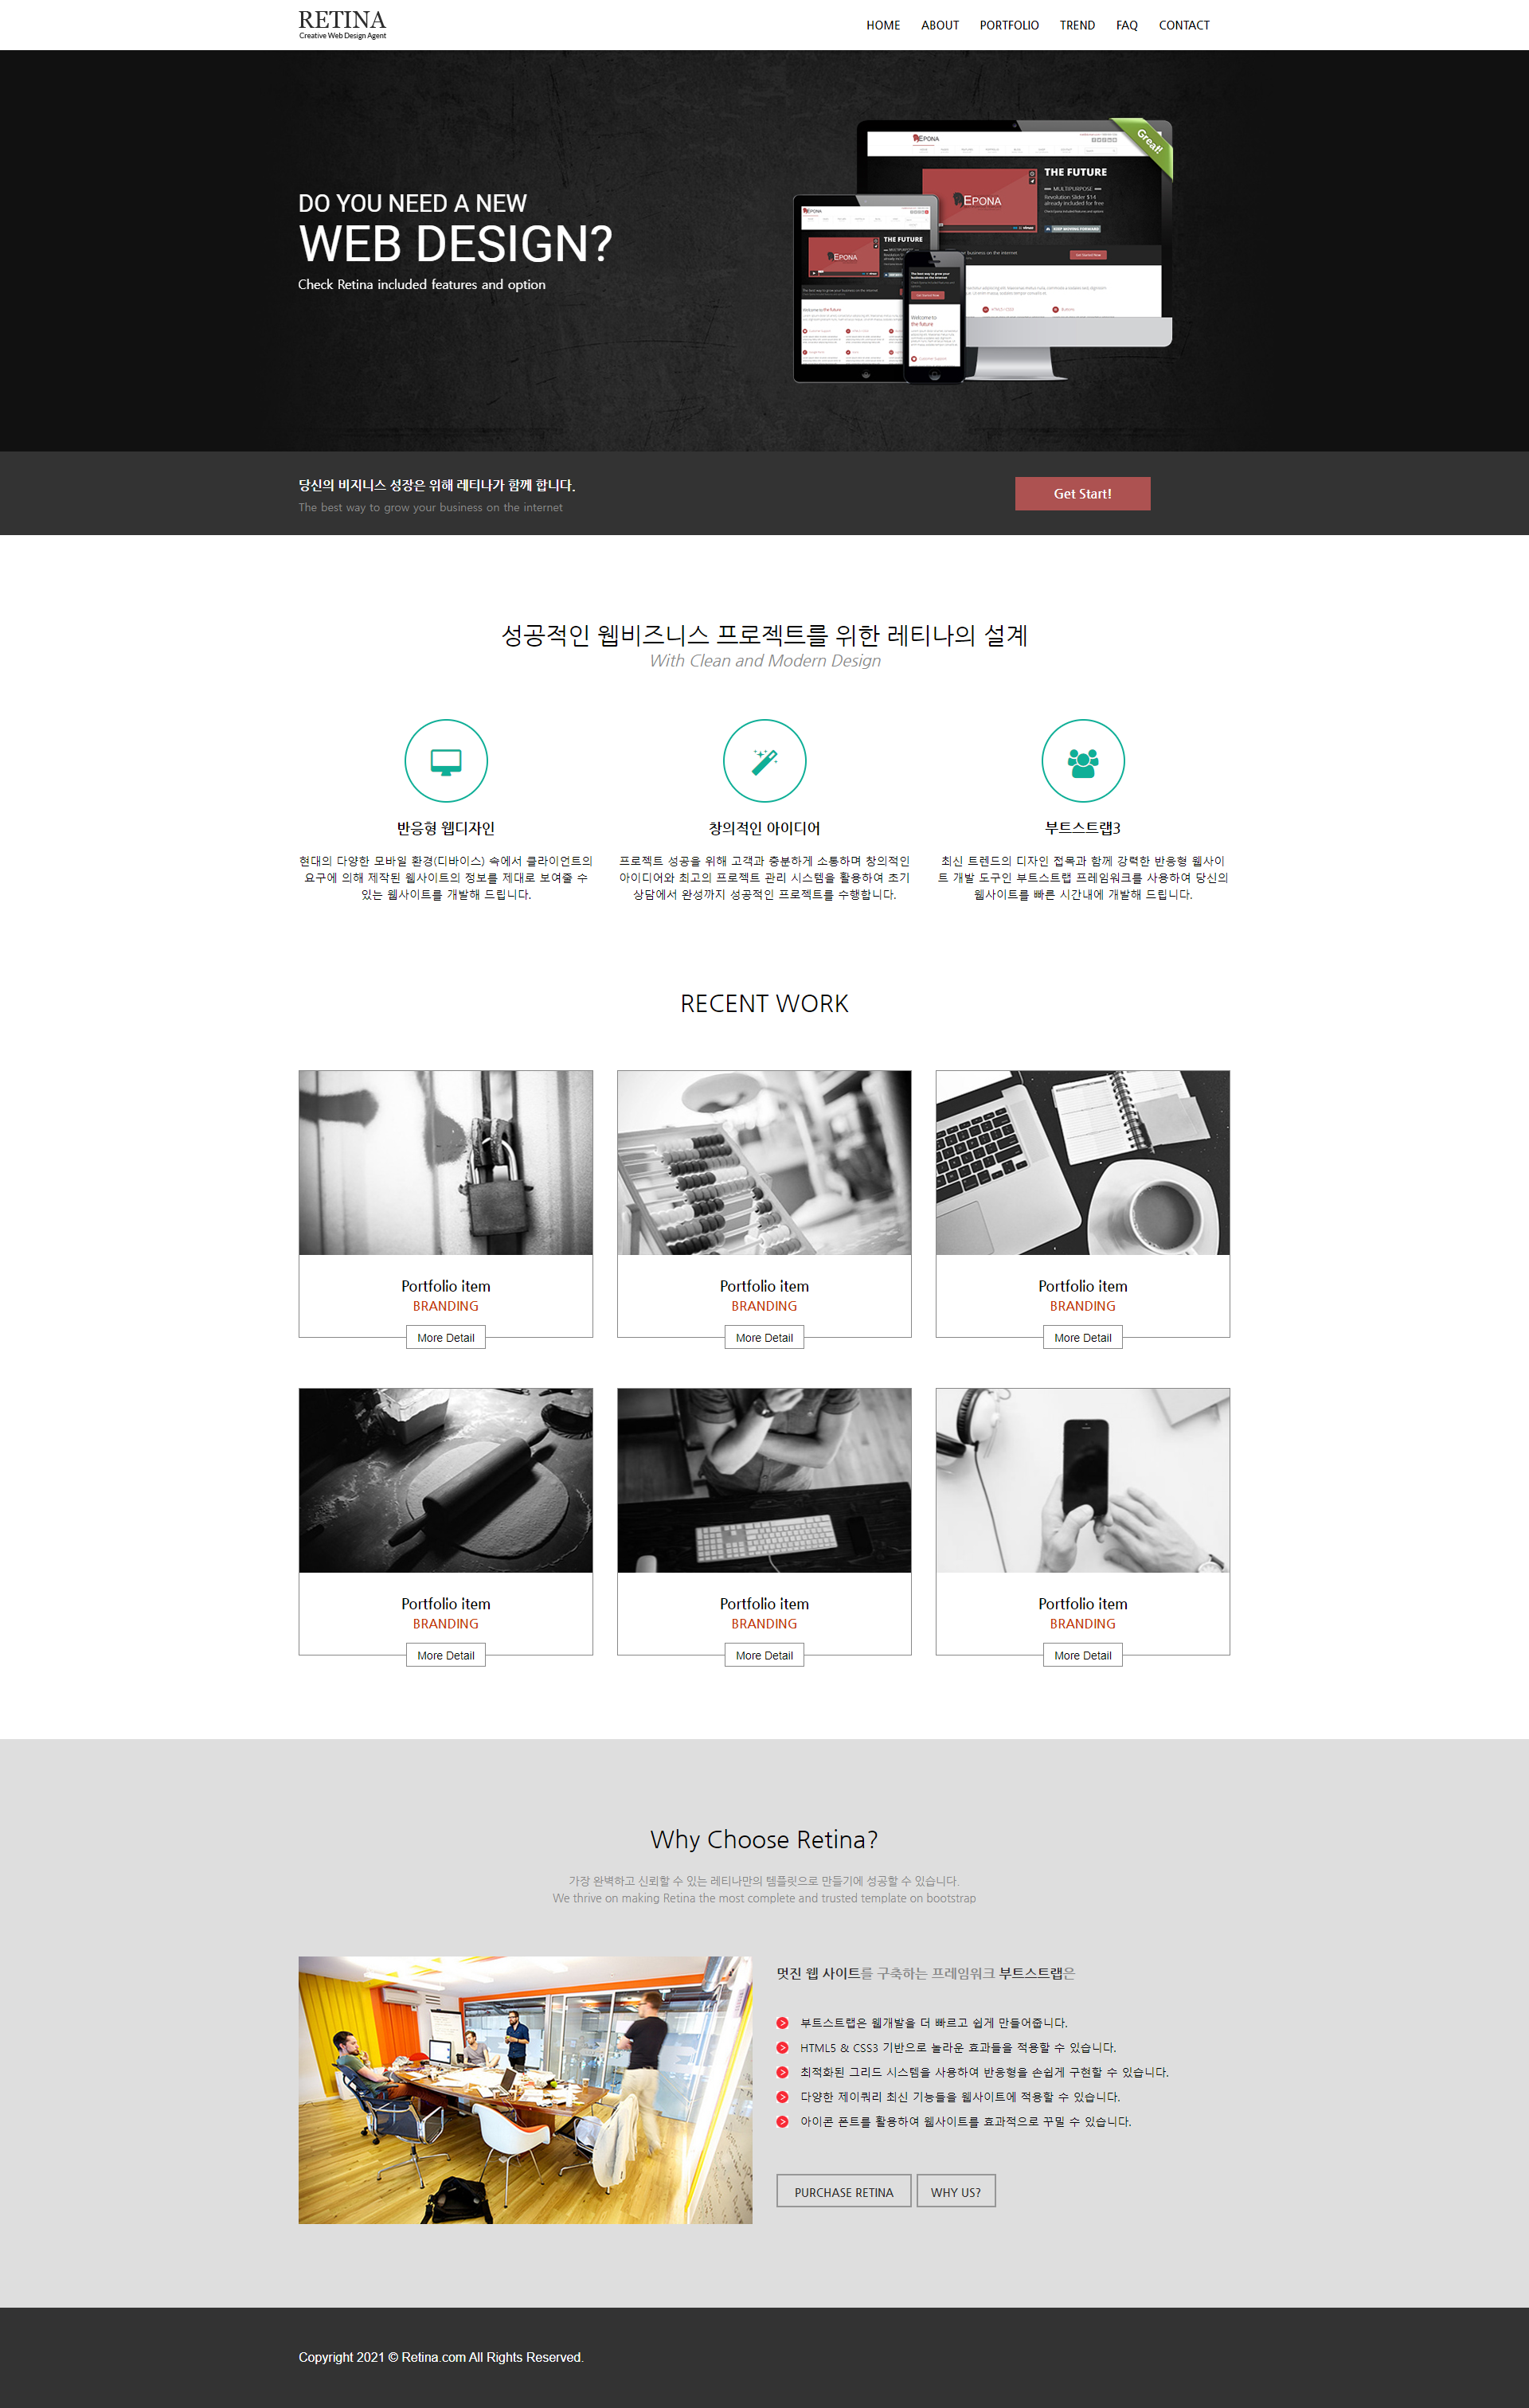 RETINA
Creative Web Design Agent
HOME ABOUT PORTFOLIO TREND FAQ CONTACT
DO YOU NEED A NEW
WEB DESIGN?
Check Retina included features and option
Great!
EPONA
THE FUTURE
MULTIPURPOSE
Revolution Slider $14
already included for free
EPONA
THE FUTURE
EPONA
Welcome to
the future
당신의 비지니스 성장은 위해 레티나가 함께 합니다.
The best way to grow your business on the internet
Get Start!
성공적인 웹비즈니스 프로젝트를 위한 레티나의 설계
With Clean and Modern Design
반응형 웹디자인
현대의 다양한 모바일 환경(디바이스) 속에서 클라이언트의
요구에 의해 제작된 웹사이트의 정보를 제대로 보여줄 수
있는 웹사이트를 개발해 드립니다.
창의적인 아이디어
프로젝트 성공을 위해 고객과 충분하게 소통하며 창의적인
아이디어와 최고의 프로젝트 관리 시스템을 활용하여 초기
상담에서 완성까지 성공적인 프로젝트를 수행합니다.
부트스트랩3
최신 트렌드의 디자인 접목과 함께 강력한 반응형 웹사이
트 개발 도구인 부트스트랩 프레임워크를 사용하여 당신의
웹사이트를 빠른 시간내에 개발해 드립니다.
RECENT WORK
Portfolio item
BRANDING
More Detail
Portfolio item
BRANDING
More Detail
Portfolio item
BRANDING
More Detail
Portfolio item
BRANDING
More Detail
Portfolio item
BRANDING
More Detail
Portfolio item
BRANDING
More Detail
Why Choose Retina?
가장 완벽하고 신뢰할 수 있는 레티나만의 템플릿으로 만들기에 성공할 수 있습니다.
We thrive on making Retina the most complete and trusted template on bootstrap
멋진 웹 사이트를 구축하는 프레임워크 부트스트랩은
부트스트랩은 웹개발을 더 빠르고 쉽게 만들어줍니다.
HTML5 & CSS3 기반으로 놀라운 효과들을 적용할 수 있습니다.
최적화된 그리드 시스템을 사용하여 반응형을 손쉽게 구현할 수 있습니다.
다양한 제이쿼리 최신 기능들을 웹사이트에 적용할 수 있습니다.
아이콘 폰트를 활용하여 웹사이트를 효과적으로 꾸밀 수 있습니다.
PURCHASE RETINA
WHY US?
Copyright 2021 © Retina.com All Rights Reserved.